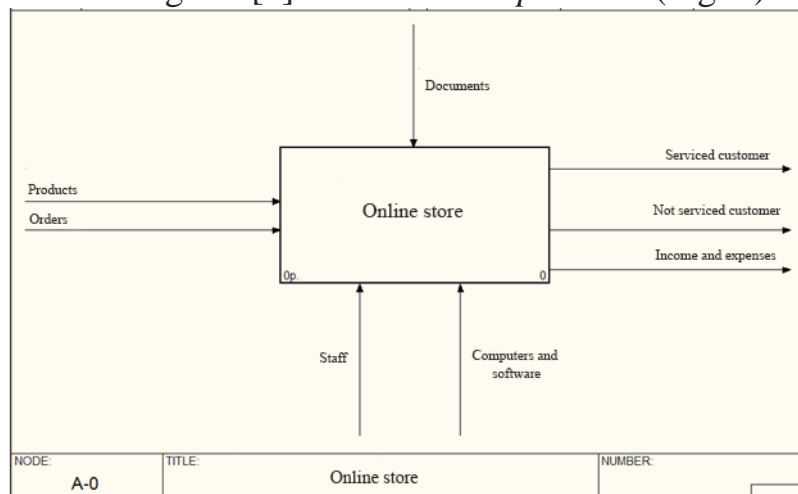 Documents
Serviced customer
Products
Online store
Not serviced customer
Orders
Income and expenses
0р.
0
Staff
Computers and
software
NODE:
TITLE:
NUMBER:
A-0
Online store